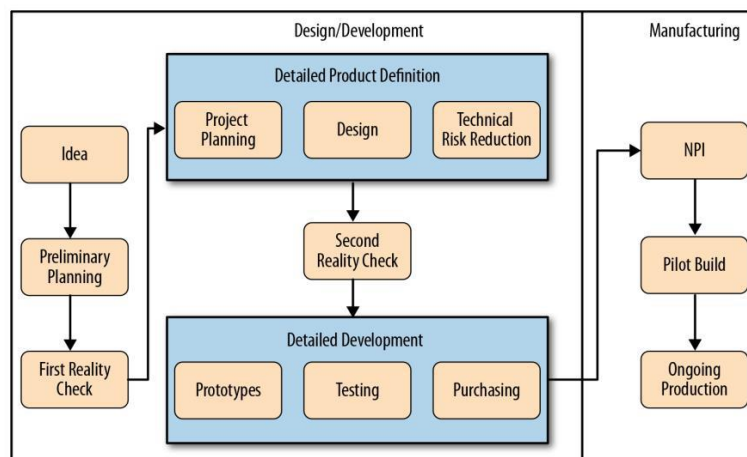 Design/Development
Manufacturing
Detailed Product Definition
Project
Planning
Design
Technical
Risk Reduction
Idea
NPI
Preliminary
Planning
Second
Reality Check
Pilot Build
Detailed Development
First Reality
Check
Prototypes
Testing
Purchasing
Ongoing
Production